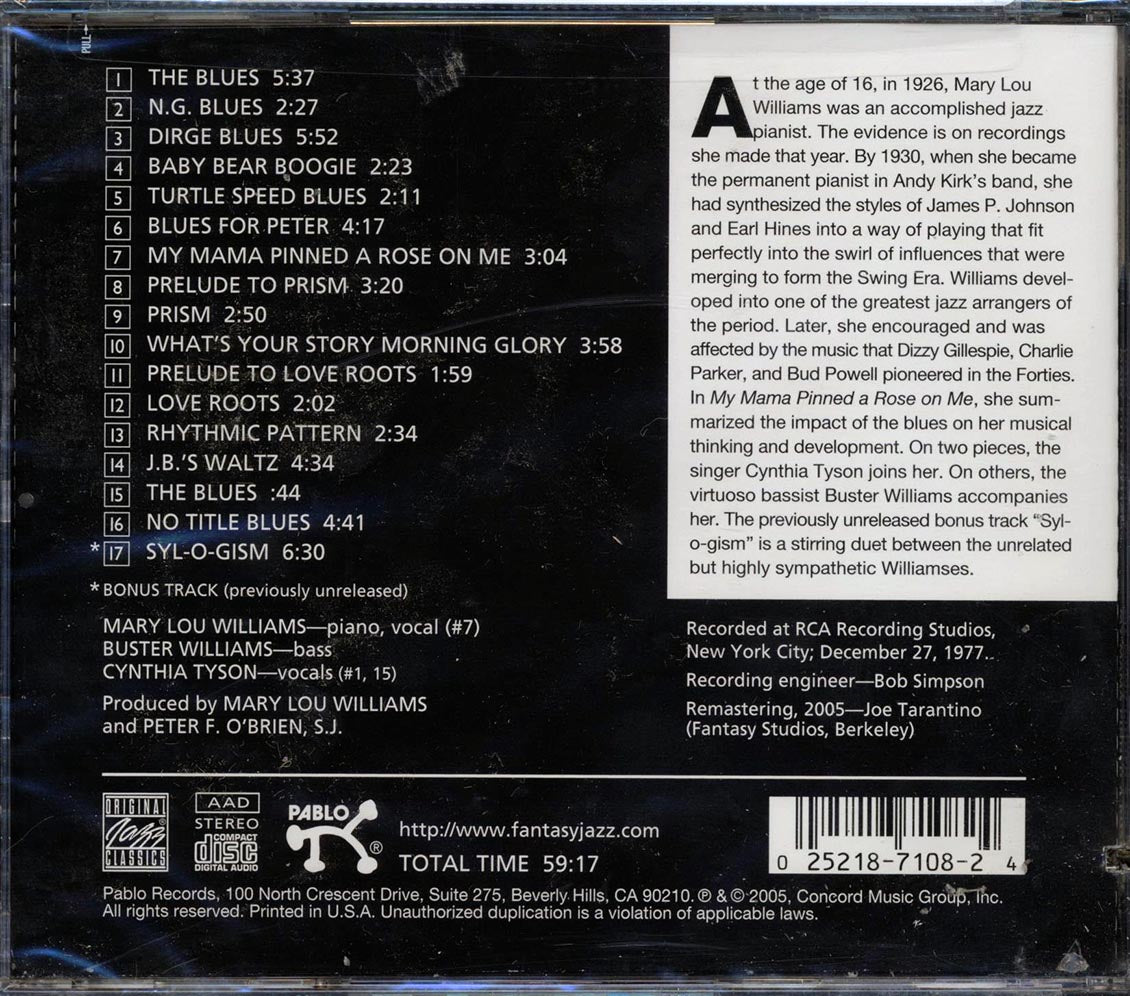 PULL→
1 THE BLUES 5:37
2 N.G. BLUES 2:27
3 DIRGE BLUES 5:52
4 BABY BEAR BOOGIE 2:23
5 TURTLE SPEED BLUES 2:11
6 BLUES FOR PETER 4:17
7 MY MAMA PINNED A ROSE ON ME 3:04
8 PRELUDE TO PRISM 3:20
9 PRISM 2:50
10 WHAT'S YOUR STORY MORNING GLORY 3:58
11 PRELUDE TO LOVE ROOTS 1:59
12 LOVE ROOTS 2:02
13 RHYTHMIC PATTERN 2:34
14 J.B.'S WALTZ 4:34
15 THE BLUES :44
16 NO TITLE BLUES 4:41
*17 SYL-O-GISM 6:30
*BONUS TRACK (previously unreleased)
MARY LOU WILLIAMS—piano, vocal (#7)
BUSTER WILLIAMS—bass
CYNTHIA TYSON—vocals (#1, 15)
Produced by MARY LOU WILLIAMS
and PETER F. O'BRIEN, S.J.
At the age of 16, in 1926, Mary Lou
Williams was an accomplished jazz
pianist. The evidence is on recordings
she made that year. By 1930, when she became
the permanent pianist in Andy Kirk's band, she
had synthesized the styles of James P. Johnson
and Earl Hines into a way of playing that fit
perfectly into the swirl of influences that were
merging to form the Swing Era. Williams devel-
oped into one of the greatest jazz arrangers of
the period. Later, she encouraged and was
affected by the music that Dizzy Gillespie, Charlie
Parker, and Bud Powell pioneered in the Forties.
In My Mama Pinned a Rose on Me, she sum-
marized the impact of the blues on her musical
thinking and development. On two pieces, the
singer Cynthia Tyson joins her. On others, the
virtuoso bassist Buster Williams accompanies
her. The previously unreleased bonus track “Syl-
o-gism” is a stirring duet between the unrelated
but highly sympathetic Williamses.
Recorded at RCA Recording Studios,
New York City; December 27, 1977.
Recording engineer—Bob Simpson
Remastering, 2005—Joe Tarantino
(Fantasy Studios, Berkeley)
ORIGINAL
Jazz
CLASSICS
AAD
STEREO
COMPACT
disc
DIGITAL AUDIO
PABLO
®
http://www.fantasyjazz.com
TOTAL TIME 59:17
0 25218-7108-2 4
Pablo Records, 100 North Crescent Drive, Suite 275, Beverly Hills, CA 90210. ℗ & © 2005, Concord Music Group, Inc.
All rights reserved. Printed in U.S.A. Unauthorized duplication is a violation of applicable laws.